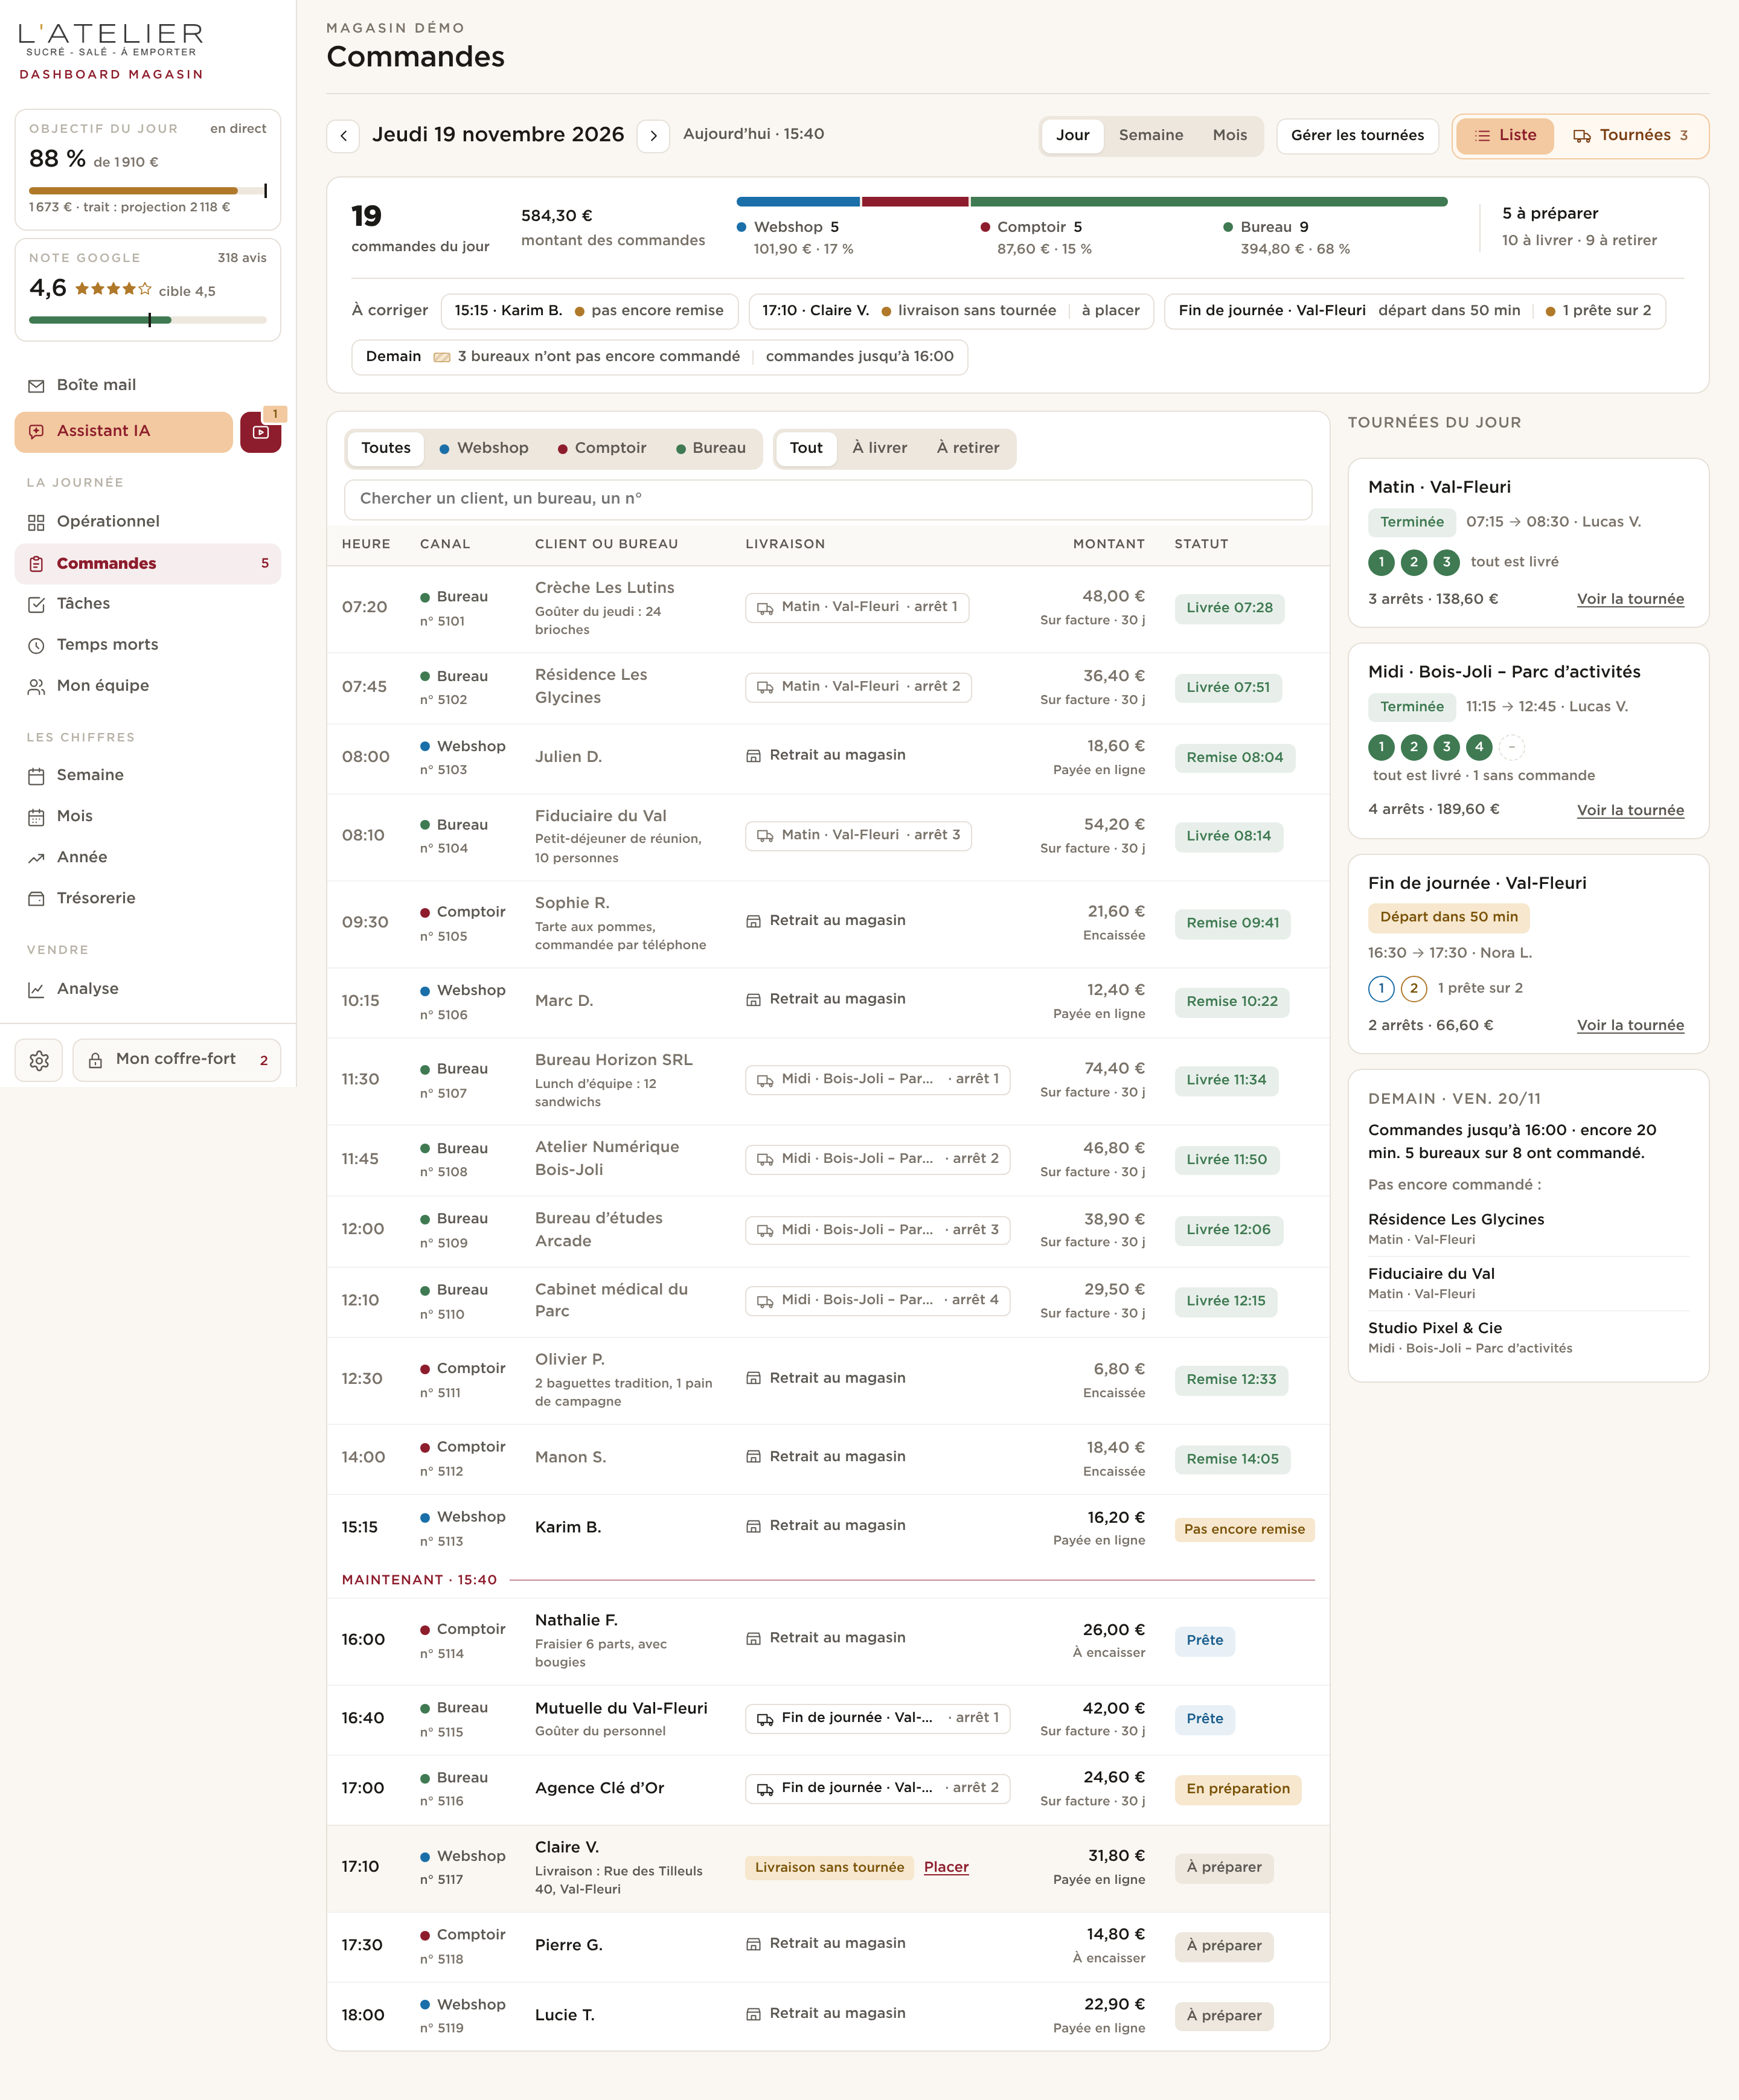 L'ATELIER
SUCRÉ - SALÉ - À EMPORTER
DASHBOARD MAGASIN
OBJECTIF DU JOUR en direct
88 % de 1 910 €
1 673 € · trait : projection 2 118 €
NOTE GOOGLE 318 avis
4,6 cible 4,5
Boîte mail
Assistant IA 1
LA JOURNÉE
Opérationnel
Commandes 5
Tâches
Temps morts
Mon équipe
LES CHIFFRES
Semaine
Mois
Année
Trésorerie
VENDRE
Analyse
Mon coffre-fort 2
MAGASIN DÉMO
Commandes
Jeudi 19 novembre 2026 Aujourd’hui · 15:40 Jour Semaine Mois Gérer les tournées Liste Tournées 3
19
commandes du jour
584,30 €
montant des commandes
Webshop 5
101,90 € · 17 %
Comptoir 5
87,60 € · 15 %
Bureau 9
394,80 € · 68 %
5 à préparer
10 à livrer · 9 à retirer
À corriger 15:15 · Karim B. pas encore remise 17:10 · Claire V. livraison sans tournée à placer Fin de journée · Val-Fleuri départ dans 50 min 1 prête sur 2
Demain 3 bureaux n’ont pas encore commandé commandes jusqu’à 16:00
Toutes Webshop Comptoir Bureau Tout À livrer À retirer
Chercher un client, un bureau, un n°
HEURE CANAL CLIENT OU BUREAU LIVRAISON MONTANT STATUT
07:20 Bureau n° 5101 Crèche Les Lutins Goûter du jeudi : 24 brioches Matin · Val-Fleuri · arrêt 1 48,00 € Sur facture · 30 j Livrée 07:28
07:45 Bureau n° 5102 Résidence Les Glycines Matin · Val-Fleuri · arrêt 2 36,40 € Sur facture · 30 j Livrée 07:51
08:00 Webshop n° 5103 Julien D. Retrait au magasin 18,60 € Payée en ligne Remise 08:04
08:10 Bureau n° 5104 Fiduciaire du Val Petit-déjeuner de réunion, 10 personnes Matin · Val-Fleuri · arrêt 3 54,20 € Sur facture · 30 j Livrée 08:14
09:30 Comptoir n° 5105 Sophie R. Tarte aux pommes, commandée par téléphone Retrait au magasin 21,60 € Encaissée Remise 09:41
10:15 Webshop n° 5106 Marc D. Retrait au magasin 12,40 € Payée en ligne Remise 10:22
11:30 Bureau n° 5107 Bureau Horizon SRL Lunch d’équipe : 12 sandwichs Midi · Bois-Joli – Par... · arrêt 1 74,40 € Sur facture · 30 j Livrée 11:34
11:45 Bureau n° 5108 Atelier Numérique Bois-Joli Midi · Bois-Joli – Par... · arrêt 2 46,80 € Sur facture · 30 j Livrée 11:50
12:00 Bureau n° 5109 Bureau d’études Arcade Midi · Bois-Joli – Par... · arrêt 3 38,90 € Sur facture · 30 j Livrée 12:06
12:10 Bureau n° 5110 Cabinet médical du Parc Midi · Bois-Joli – Par... · arrêt 4 29,50 € Sur facture · 30 j Livrée 12:15
12:30 Comptoir n° 5111 Olivier P. 2 baguettes tradition, 1 pain de campagne Retrait au magasin 6,80 € Encaissée Remise 12:33
14:00 Comptoir n° 5112 Manon S. Retrait au magasin 18,40 € Encaissée Remise 14:05
15:15 Webshop n° 5113 Karim B. Retrait au magasin 16,20 € Payée en ligne Pas encore remise
MAINTENANT · 15:40
16:00 Comptoir n° 5114 Nathalie F. Fraisier 6 parts, avec bougies Retrait au magasin 26,00 € À encaisser Prête
16:40 Bureau n° 5115 Mutuelle du Val-Fleuri Goûter du personnel Fin de journée · Val-... · arrêt 1 42,00 € Sur facture · 30 j Prête
17:00 Bureau n° 5116 Agence Clé d’Or Fin de journée · Val-... · arrêt 2 24,60 € Sur facture · 30 j En préparation
17:10 Webshop n° 5117 Claire V. Livraison : Rue des Tilleuls 40, Val-Fleuri Livraison sans tournée Placer 31,80 € Payée en ligne À préparer
17:30 Comptoir n° 5118 Pierre G. Retrait au magasin 14,80 € À encaisser À préparer
18:00 Webshop n° 5119 Lucie T. Retrait au magasin 22,90 € Payée en ligne À préparer
TOURNÉES DU JOUR
Matin · Val-Fleuri
Terminée 07:15 → 08:30 · Lucas V.
1 2 3 tout est livré
3 arrêts · 138,60 € Voir la tournée
Midi · Bois-Joli – Parc d’activités
Terminée 11:15 → 12:45 · Lucas V.
1 2 3 4 –
tout est livré · 1 sans commande
4 arrêts · 189,60 € Voir la tournée
Fin de journée · Val-Fleuri
Départ dans 50 min
16:30 → 17:30 · Nora L.
1 2 1 prête sur 2
2 arrêts · 66,60 € Voir la tournée
DEMAIN · VEN. 20/11
Commandes jusqu’à 16:00 · encore 20
min. 5 bureaux sur 8 ont commandé.
Pas encore commandé :
Résidence Les Glycines
Matin · Val-Fleuri
Fiduciaire du Val
Matin · Val-Fleuri
Studio Pixel & Cie
Midi · Bois-Joli – Parc d’activités